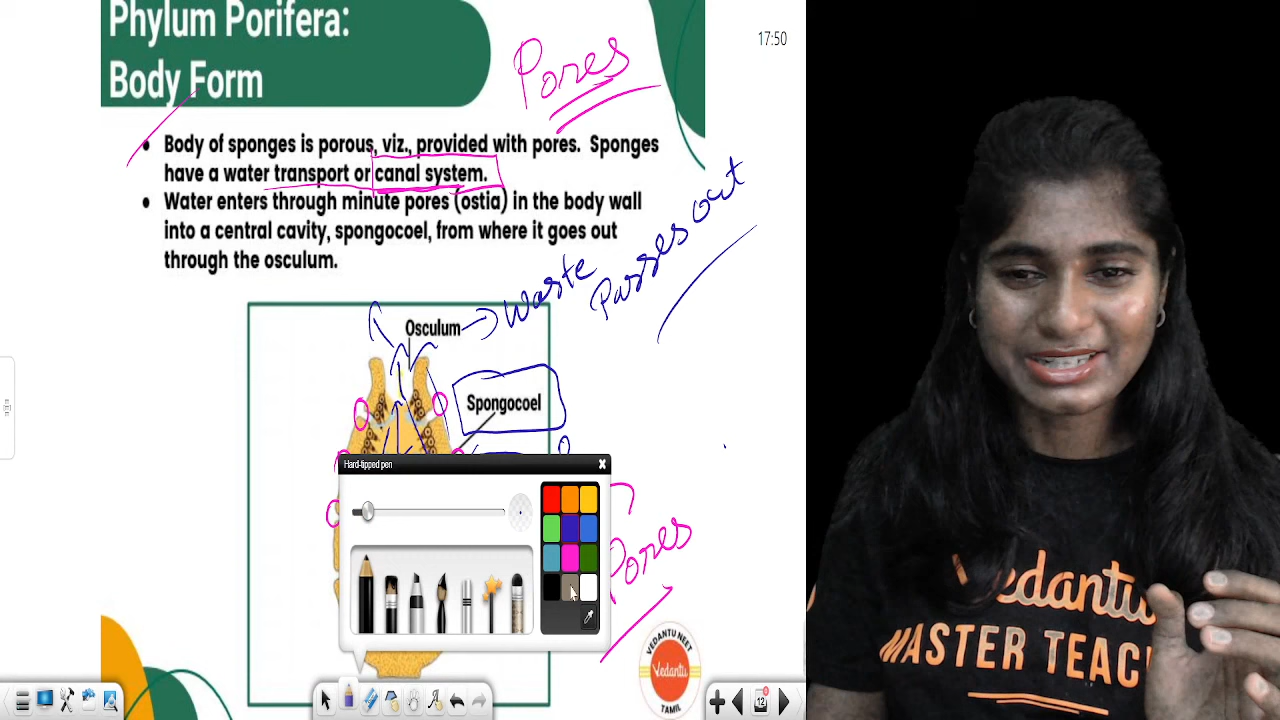 Phylum Porifera:
Body Form
Pores
17:50
• Body of sponges is porous, viz., provided with pores. Sponges
have a water transport or canal system.
• Water enters through minute pores (ostia) in the body wall
into a central cavity, spongocoel, from where it goes out
through the osculum.
Osculum
Waste
Passes out
Spongocoel
Hard-tipped pen
Pores
VEDANTU NEET
Vedantu
TAMIL
12
Vedantu
MASTER TEAC